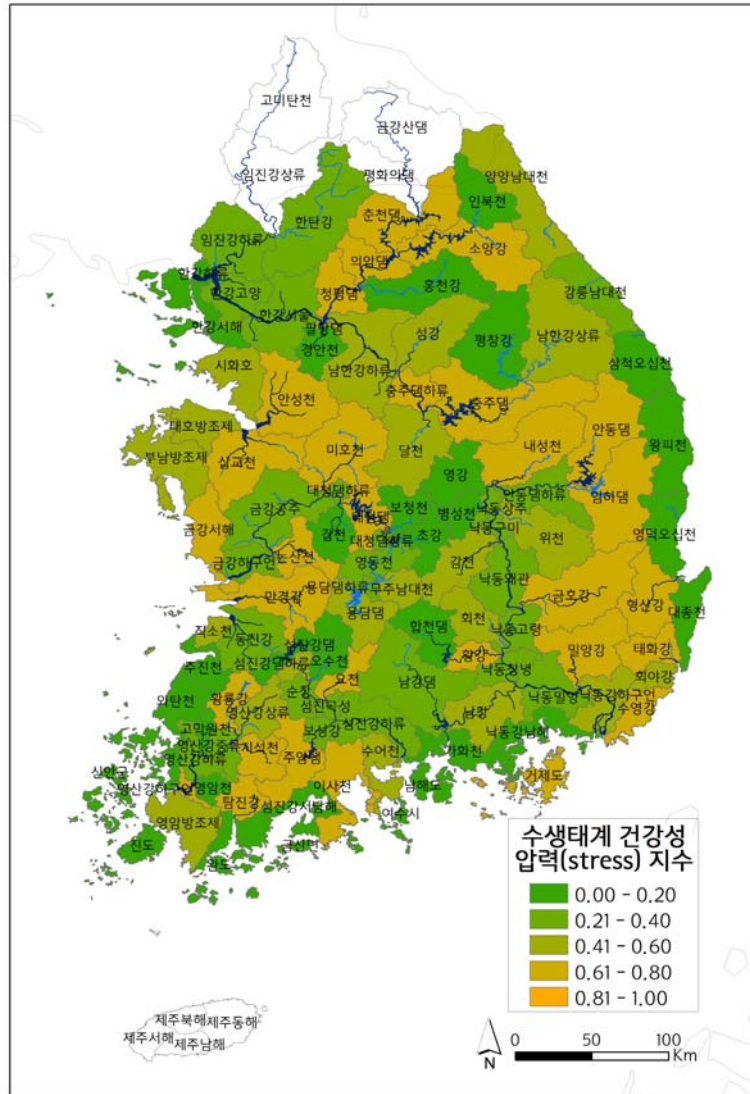 고미탄천
금강산댐
임진강상류
평화의댐
양양남대천
인북천
한탄강
춘천댐
임진강하류
소양강
의암댐
한강하류
홍천강
청평댐
한강고양
강릉남대천
한강서울
팔당댐
한강서해
섬강
평창강
남한강상류
경안천
삼척오십천
시화호
남한강하류
충주댐하류
안성천
충주댐
대호방조제
미호천
달천
내성천
안동댐
왕피천
부남방조제
삽교천
영강
대청댐하류
안동댐하류
임하댐
보청천
병성천
낙동상주
금강공주
대청댐
영덕오십천
금강서해
갑천
초강
낙동구미
대청댐상류
위천
논산천
영동천
감천
금강하구언
낙동왜관
용담댐하류
무주남대천
만경강
금호강
형산강
용담댐
대종천
직소천
회천
동진강
합천댐
낙동고령
섬진강댐
황강
밀양강
태화강
주진천
섬진강댐하류
오수천
요천
남강댐
낙동창녕
회야강
와탄천
황룡강
순창
낙동밀양
낙동강하구언
영산강상류
섬진곡성
남강
수영강
고막원천
보성강
섬진강하류
영산강중류
지석천
수어천
가화천
낙동강남해
영산강하류
주암댐
거제도
신안군
이사천
남해도
영산강하구언
영암천
탐진강
섬진강서남해
여수시
영암방조제
금산면
진도
완도
수생태계 건강성
압력(stress) 지수
0.00 - 0.20
0.21 - 0.40
0.41 - 0.60
0.61 - 0.80
0.81 - 1.00
제주북해
제주동해
제주서해
제주남해
N
0 50 100
Km